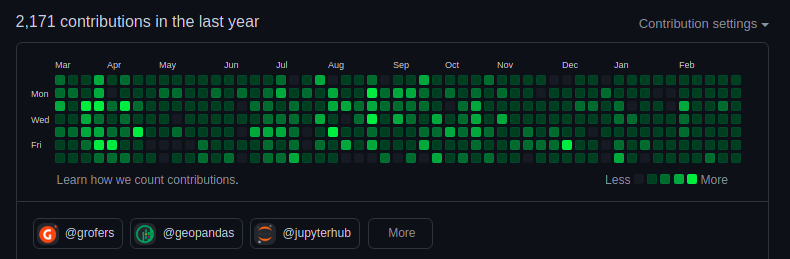 2,171 contributions in the last year
Contribution settings
Mar Apr May Jun Jul Aug Sep Oct Nov Dec Jan Feb
Mon
Wed
Fri
Learn how we count contributions.
Less More
@grofers @geopandas @jupyterhub More